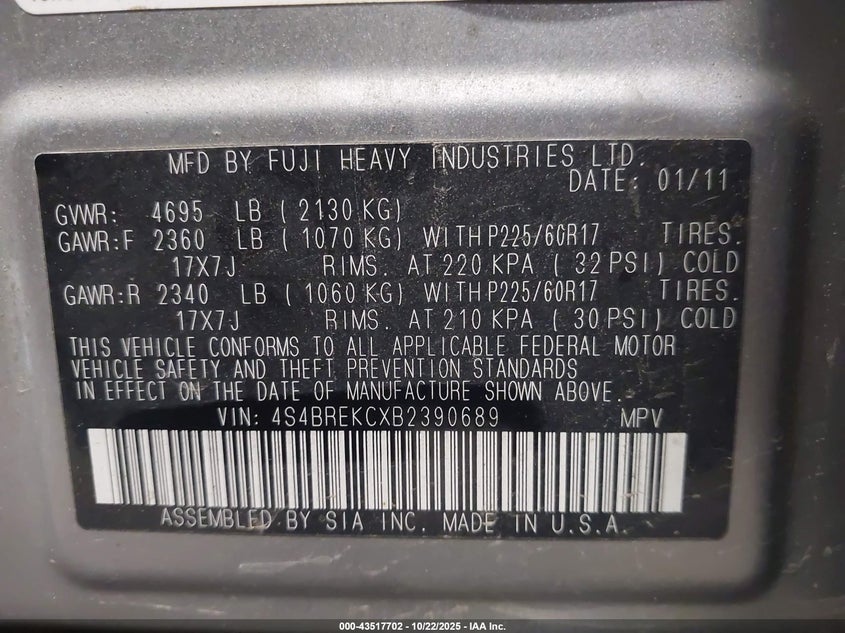 MFD BY FUJI HEAVY INDUSTRIES LTD.
DATE: 01/11
GVWR: 4695 LB ( 2130 KG)
GAWR:F 2360 LB ( 1070 KG) WITH P225/60R17 TIRES.
17X7J RIMS. AT 220 KPA ( 32 PSI) COLD
GAWR:R 2340 LB ( 1060 KG) WITH P225/60R17 TIRES.
17X7J RIMS. AT 210 KPA ( 30 PSI) COLD
THIS VEHICLE CONFORMS TO ALL APPLICABLE FEDERAL MOTOR
VEHICLE SAFETY AND THEFT PREVENTION STANDARDS
IN EFFECT ON THE DATE OF MANUFACTURE SHOWN ABOVE.
VIN: 4S4BREKCXB2390689 MPV
ASSEMBLED BY SIA INC. MADE IN U.S.A.
000-43517702 - 10/22/2025 - IAA Inc.